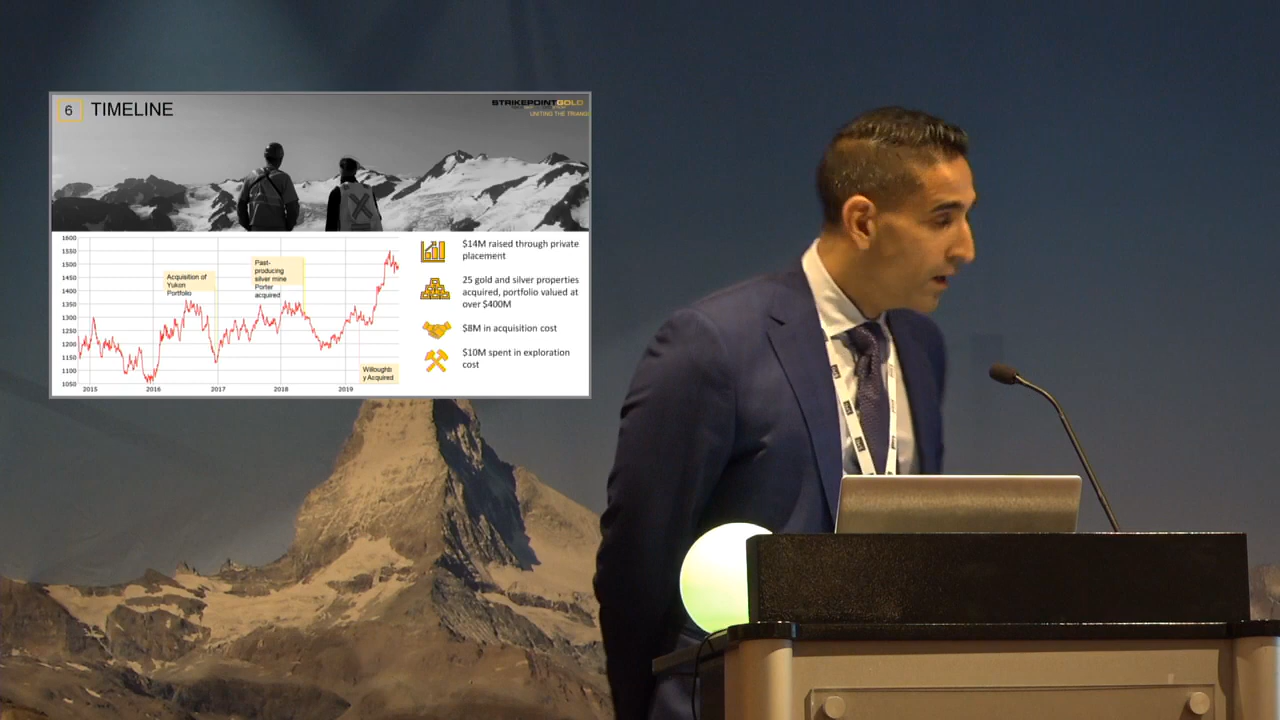 6 TIMELINE
STRIKEPOINTGOLD
UNITING THE TRIANG
1600
1550
1500
1450
1400
1350
1300
1250
1200
1150
1100
1050
2015 2016 2017 2018 2019
Acquisition of
Yukon
Portfolio
Past-
producing
silver mine
Porter
acquired
Willoughb
y Acquired
$14M raised through private
placement
25 gold and silver properties
acquired, portfolio valued at
over $400M
$8M in acquisition cost
$10M spent in exploration
cost